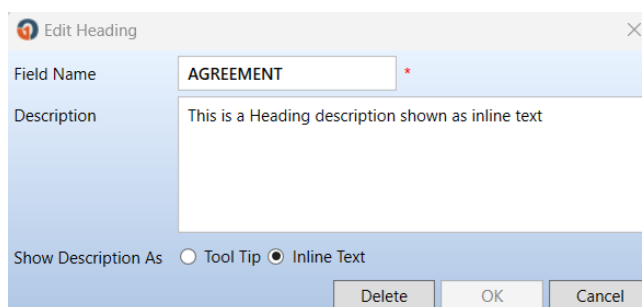 Edit Heading
Field Name AGREEMENT *
Description This is a Heading description shown as inline text
Show Description As Tool Tip Inline Text
Delete OK Cancel